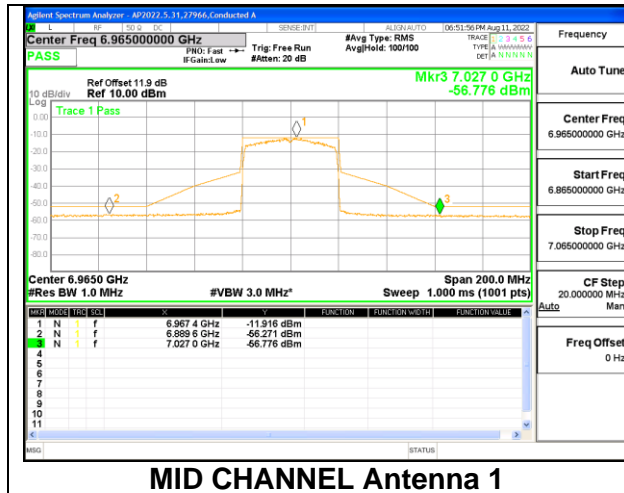 Agilent Spectrum Analyzer - AP2022.5.31,27966,Conducted A
L RF 50 Ω DC SENSE:INT ALIGN AUTO 06:51:56 PM Aug 11, 2022
Center Freq 6.965000000 GHz #Avg Type: RMS TRACE 1 2 3 4 5 6
PASS PNO: Fast Trig: Free Run Avg|Hold: 100/100 TYPE A WWWWW
IFGain:Low #Atten: 20 dB DET A N N N N N
Ref Offset 11.9 dB Mkr3 7.027 0 GHz
10 dB/div Ref 10.00 dBm -56.776 dBm
Log
Trace 1 Pass
0.00
-10.0
-20.0
-30.0
-40.0
-50.0
-60.0
-70.0
-80.0
1
2
3
Center 6.9650 GHz Span 200.0 MHz
#Res BW 1.0 MHz #VBW 3.0 MHz* Sweep 1.000 ms (1001 pts)
MKR MODE TRC SCL X Y FUNCTION FUNCTION WIDTH FUNCTION VALUE
1 N 1 f 6.967 4 GHz -11.916 dBm
2 N 1 f 6.889 6 GHz -56.271 dBm
3 N 1 f 7.027 0 GHz -56.776 dBm
4
5
6
7
8
9
10
11
MSG STATUS
Frequency
Auto Tune
Center Freq
6.965000000 GHz
Start Freq
6.865000000 GHz
Stop Freq
7.065000000 GHz
CF Step
20.000000 MHz
Auto Man
Freq Offset
0 Hz
MID CHANNEL Antenna 1